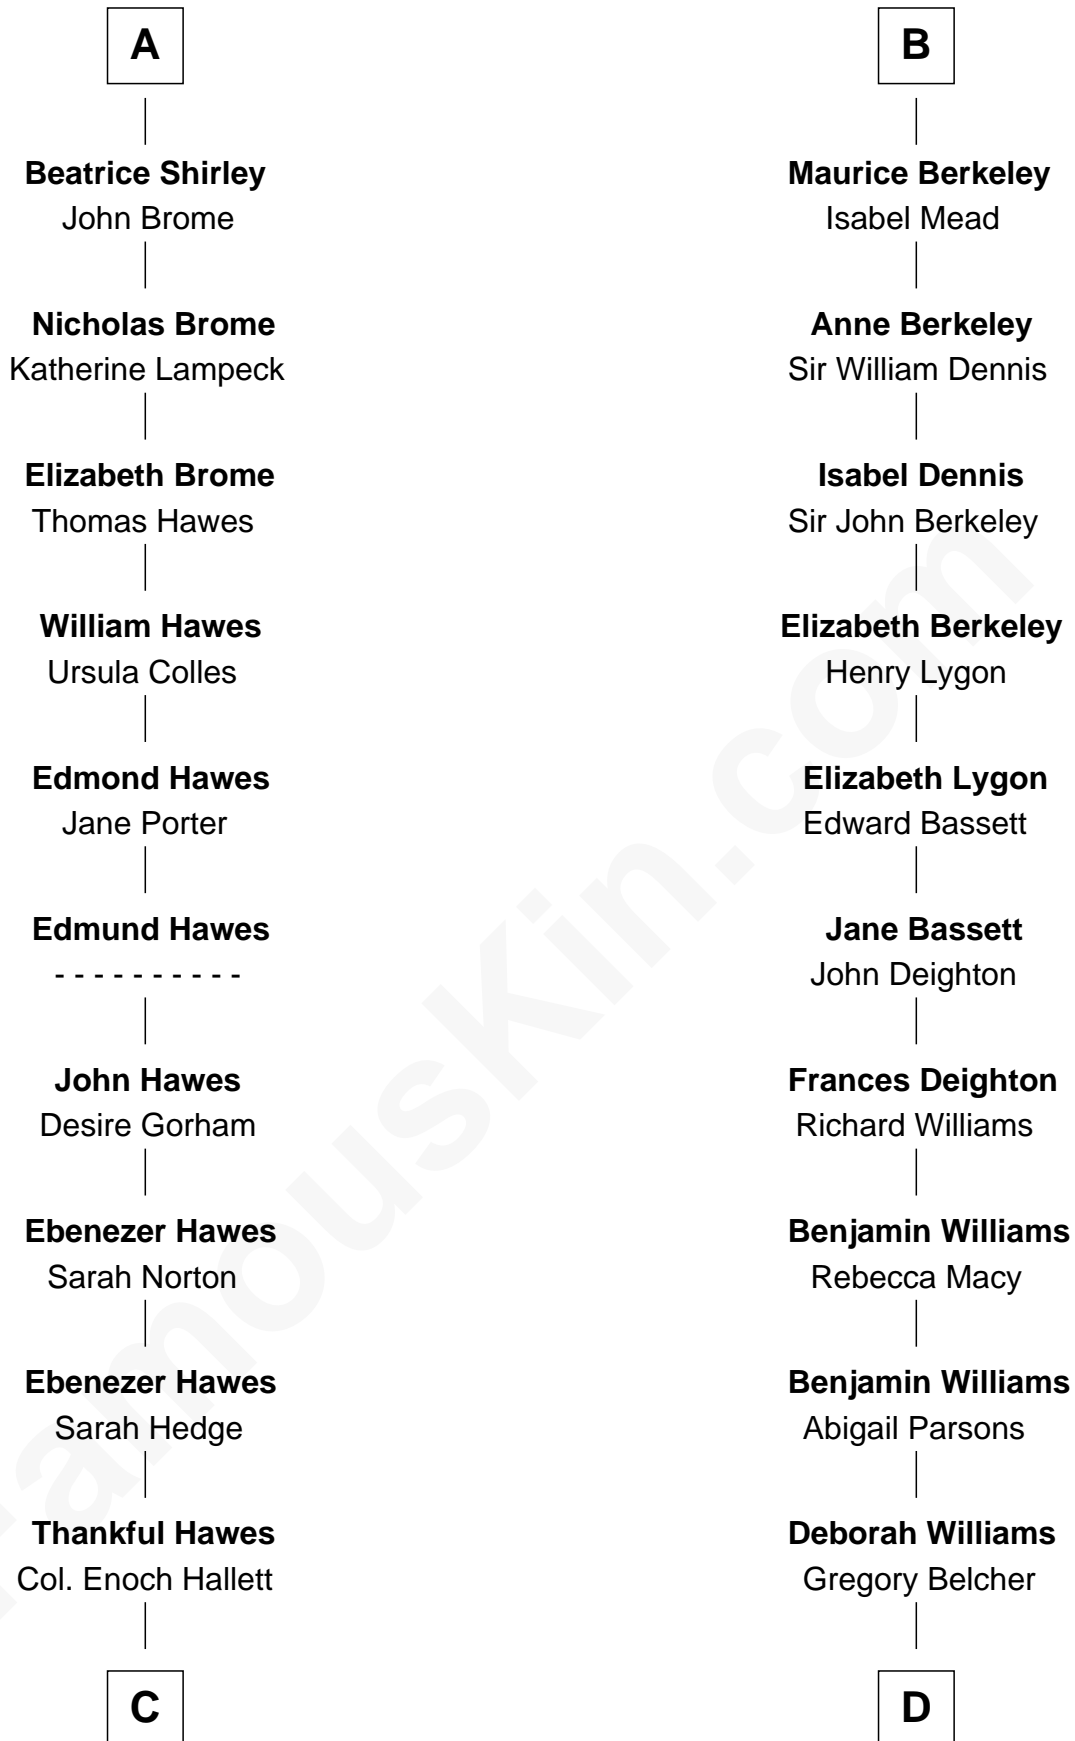 A
Beatrice Shirley
John Brome
Nicholas Brome
Katherine Lampeck
Elizabeth Brome
Thomas Hawes
William Hawes
Ursula Colles
Edmond Hawes
Jane Porter
Edmund Hawes
- - - - - - - - - -
John Hawes
Desire Gorham
Ebenezer Hawes
Sarah Norton
Ebenezer Hawes
Sarah Hedge
Thankful Hawes
Col. Enoch Hallett
C
B
Maurice Berkeley
Isabel Mead
Anne Berkeley
Sir William Dennis
Isabel Dennis
Sir John Berkeley
Elizabeth Berkeley
Henry Lygon
Elizabeth Lygon
Edward Bassett
Jane Bassett
John Deighton
Frances Deighton
Richard Williams
Benjamin Williams
Rebecca Macy
Benjamin Williams
Abigail Parsons
Deborah Williams
Gregory Belcher
D
FamousKin.com